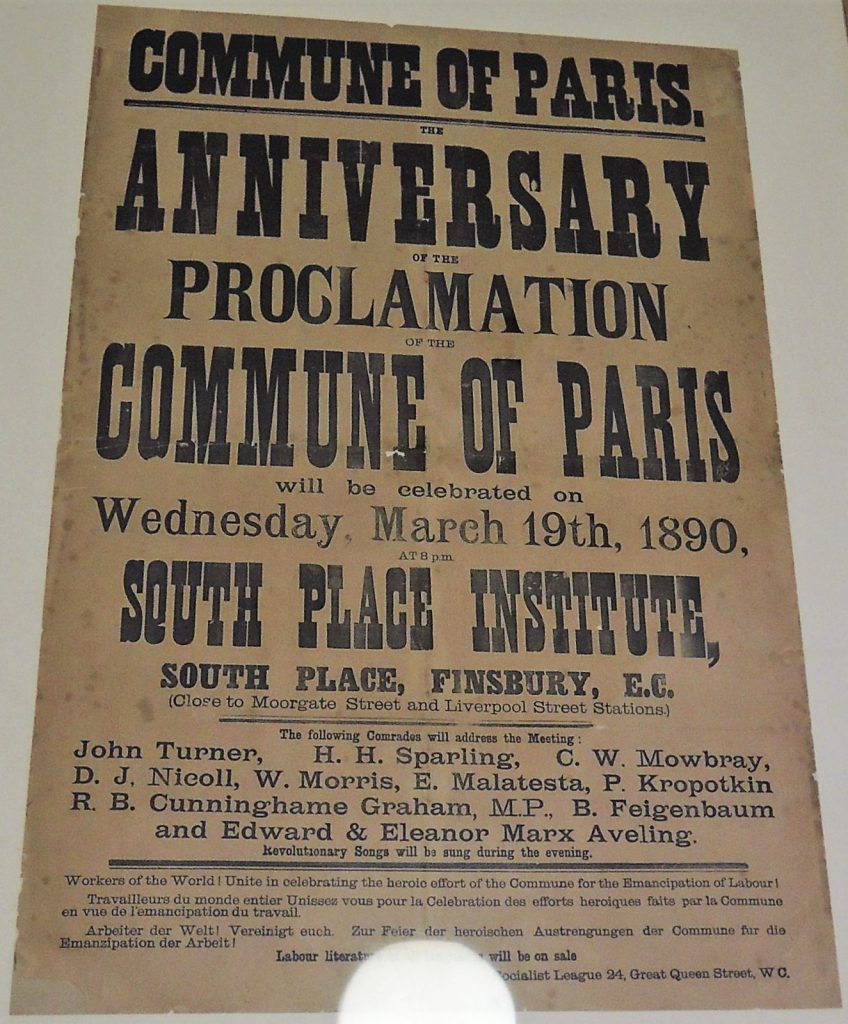 COMMUNE OF PARIS.
THE
ANNIVERSARY
OF THE
PROCLAMATION
OF THE
COMMUNE OF PARIS
will be celebrated on
Wednesday, March 19th, 1890,
AT 8 p.m.
SOUTH PLACE INSTITUTE,
SOUTH PLACE, FINSBURY, E.C.
(Close to Moorgate Street and Liverpool Street Stations.)
The following Comrades will address the Meeting:
John Turner, H. H. Sparling, C. W. Mowbray,
D. J. Nicoll, W. Morris, E. Malatesta, P. Kropotkin
R. B. Cunninghame Graham, M.P., B. Feigenbaum
and Edward & Eleanor Marx Aveling.
Revolutionary Songs will be sung during the evening.
Workers of the World! Unite in celebrating the heroic effort of the Commune for the Emancipation of Labour!
Travailleurs du monde entier Unissez vous pour la Celebration des efforts heroiques faits par la Commune
en vue de l'emancipation du travail.
Arbeiter der Welt! Vereinigt euch. Zur Feier der heroischen Austrengungen der Commune fur die
Emanzipation der Arbeit!
Labour will be on sale
Socialist League 24, Great Queen Street, W C.